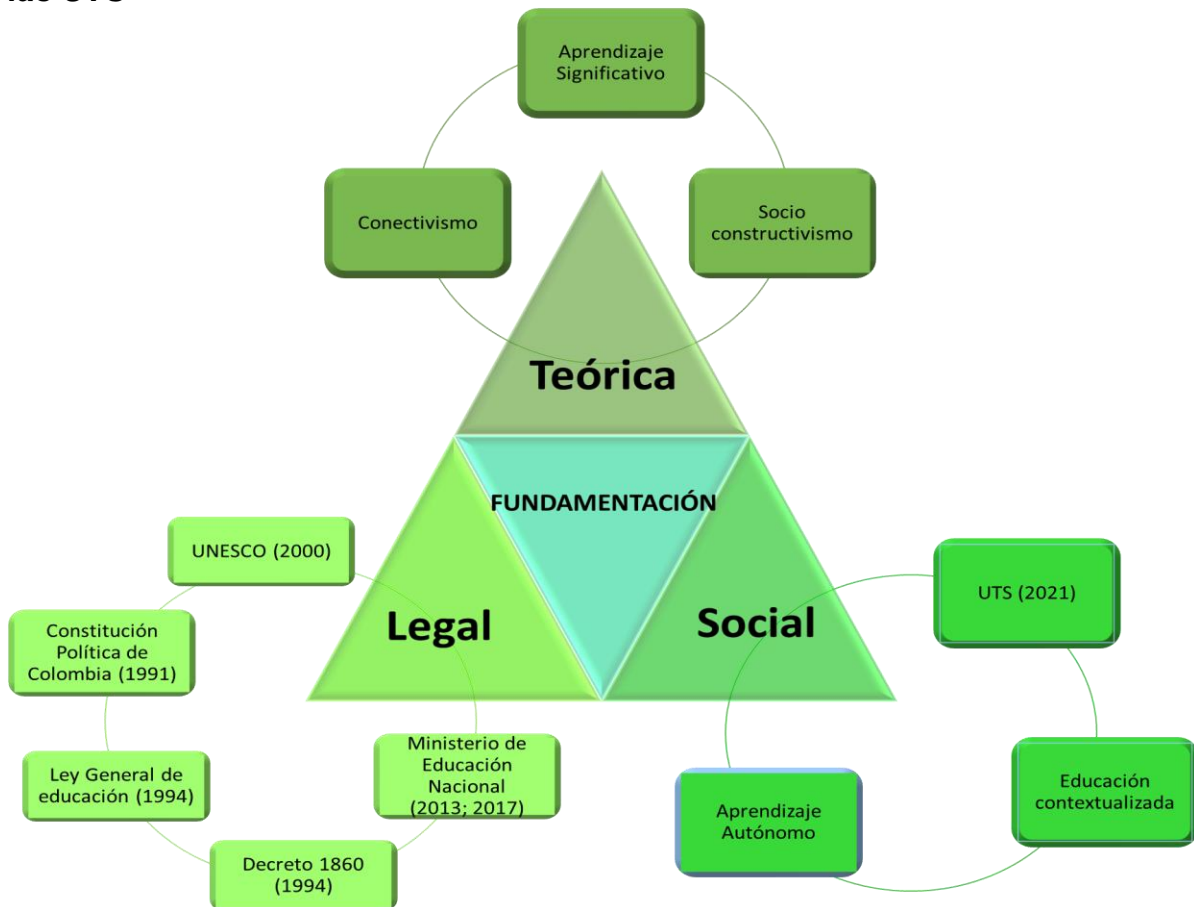 UTS
Aprendizaje
Significativo
Conectivismo
Socio
constructivismo
Teórica
FUNDAMENTACIÓN
Legal
Social
UNESCO (2000)
Constitución
Política de
Colombia (1991)
Ley General de
educación (1994)
Decreto 1860
(1994)
Ministerio de
Educación
Nacional
(2013; 2017)
UTS (2021)
Educación
contextualizada
Aprendizaje
Autónomo